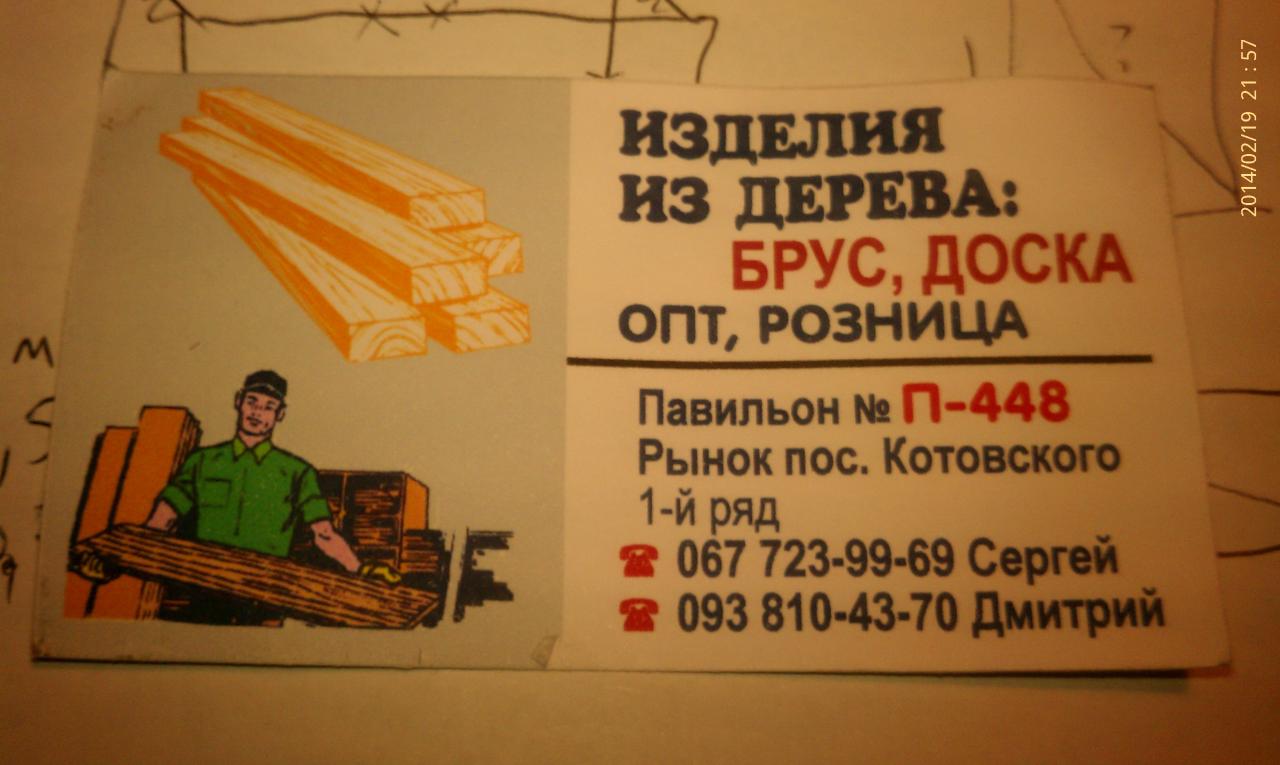 ИЗДЕЛИЯ
ИЗ ДЕРЕВА:
БРУС, ДОСКА
ОПТ, РОЗНИЦА
Павильон № П-448
Рынок пос. Котовского
1-й ряд
067 723-99-69 Сергей
093 810-43-70 Дмитрий
2014/02/19 21:57